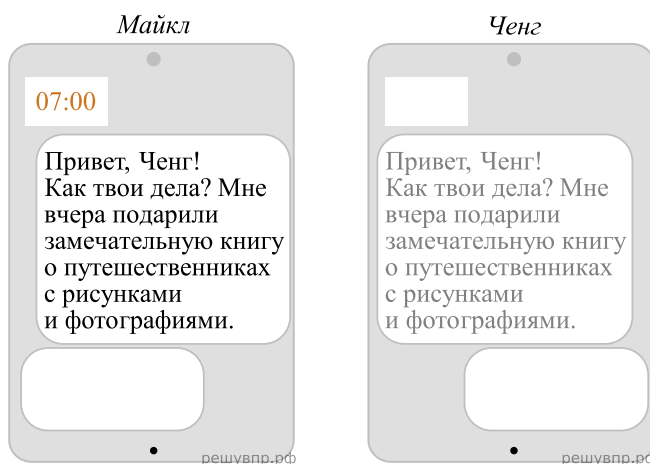 Майкл
07:00
Привет, Ченг!
Как твои дела? Мне
вчера подарили
замечательную книгу
о путешественниках
с рисунками
и фотографиями.
решувпр.рф
Ченг
Привет, Ченг!
Как твои дела? Мне
вчера подарили
замечательную книгу
о путешественниках
с рисунками
и фотографиями.
решувпр.рф